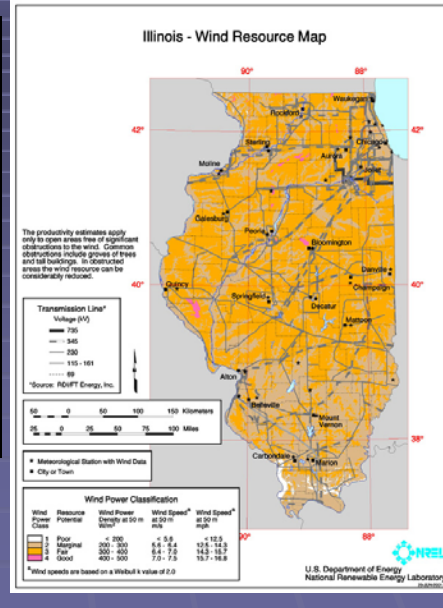 Illinois - Wind Resource Map
90° 88°
Waukegan
Rockford
42° 42°
Sterling
Chicago
Aurora
Moline
Joliet
Galesburg
The productivity estimates apply
only to open areas free of significant
obstructions to the wind. Common
obstructions include groves of trees
and tall buildings. In obstructed
areas the wind resource can be
considerably reduced.
Peoria
Bloomington
Danville
40° 40°
Quincy
Champaign
Springfield
Decatur
Mattoon
Transmission Line*
Voltage (kV)
735
345
230
115 - 161
69
*Source: RDI/FT Energy, Inc.
Alton
Belleville
Mount
Vernon
50 0 50 100 150 Kilometers
25 0 25 50 75 100 Miles
38° 38°
Carbondale
Marion
Meteorological Station with Wind Data
City or Town
90° 88°
Wind Power Classification
Wind Power Class
Resource Potential
Wind Power Density at 50 m W/m²
Wind Speedª at 50 m m/s
Wind Speedª at 50 m mph
1 Poor < 200 < 5.6 < 12.5
2 Marginal 200 - 300 5.6 - 6.4 12.5 - 14.3
3 Fair 300 - 400 6.4 - 7.0 14.3 - 15.7
4 Good 400 - 500 7.0 - 7.5 15.7 - 16.8
ª Wind speeds are based on a Weibull k value of 2.0
NREL
U.S. Department of Energy
National Renewable Energy Laboratory